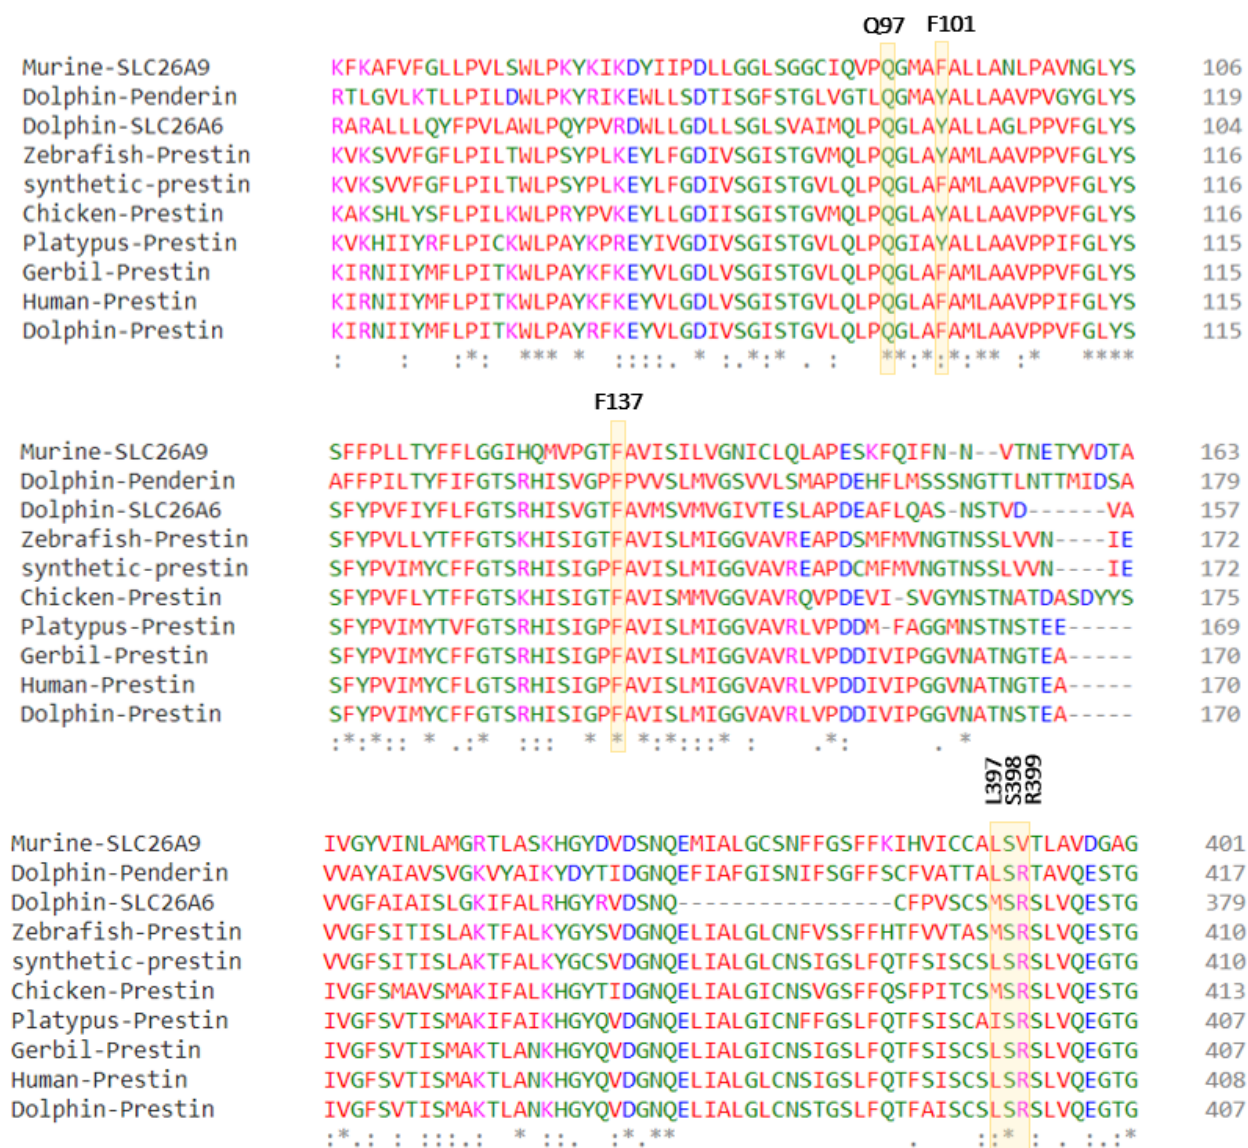 Q97 F101
Murine-SLC26A9 KFKAFVFGLLPVLSWLPKYKIKDYIIPDLLGGLSGGCIQVPQGMAFALLANLPAVNGLYS 106
Dolphin-Penderin RTLGVLKTLLPILDWLPKYRIKEWLLSDTISGFSTGLVGTLQGMAYALLAAVPVGYGLYS 119
Dolphin-SLC26A6 RARALLLQYFPVLAWLPQYPVRDWLLGDLLSGLSVAIMQLPQGLAYALLAGLPPVFGLYS 104
Zebrafish-Prestin KVKSVVFGFLPILTWLPSYPLKEYLFGDIVSGISTGVMQLPQGLAYAMLAAVPPVFGLYS 116
synthetic-prestin KVKSVVFGFLPILTWLPSYPLKEYLFGDIVSGISTGVLQLPQGLAFAMLAAVPPVFGLYS 116
Chicken-Prestin KAKSHLYSFLPILKWLPRYPVKEYLLGDIISGISTGVMQLPQGLAYALLAAVPPVFGLYS 116
Platypus-Prestin KVKHIIYRFLPICKWLPAYKPREYIVGDIVSGISTGVLQLPQGIAYALLAAVPPIFGLYS 115
Gerbil-Prestin KIRNIIYMFLPITKWLPAYKFKEYVLGDLVSGISTGVLQLPQGLAFAMLAAVPPVFGLYS 115
Human-Prestin KIRNIIYMFLPITKWLPAYKFKEYVLGDLVSGISTGVLQLPQGLAFAMLAAVPPIFGLYS 115
Dolphin-Prestin KIRNIIYMFLPITKWLPAYRFKEYVLGDIVSGISTGVLQLPQGLAFAMLAAVPPVFGLYS 115
: : :*: *** * ::::. * :.*:* . : **:*:*:** :* ****
F137
Murine-SLC26A9 SFFPLLTYFFLGGIHQMVPGTFAVISILVGNICLQLAPESKFQIFN-N--VTNETYVDTA 163
Dolphin-Penderin AFFPILTYFIFGTSRHISVGPFPVVSLMVGSVVLSMAPDEHFLMSSSNGTTLNTTMIDSA 179
Dolphin-SLC26A6 SFYPVFIYFLFGTSRHISVGTFAVMSVMVGIVTESLAPDEAFLQAS-NSTVD------VA 157
Zebrafish-Prestin SFYPVLLYTFFGTSKHISIGTFAVISLMIGGVAVREAPDSMFMVNGTNSSLVVN----IE 172
synthetic-prestin SFYPVIMYCFFGTSRHISIGPFAVISLMIGGVAVREAPDCMFMVNGTNSSLVVN----IE 172
Chicken-Prestin SFYPVFLYTFFGTSKHISIGTFAVISMMVGGVAVRQVPDEVI-SVGYNSTNATDASDYYS 175
Platypus-Prestin SFYPVIMYTVFGTSRHISIGPFAVISLMIGGVAVRLVPDDM-FAGGMNSTNSTEE----- 169
Gerbil-Prestin SFYPVIMYCFFGTSRHISIGPFAVISLMIGGVAVRLVPDDIVIPGGVNATNGTEA----- 170
Human-Prestin SFYPVIMYCFLGTSRHISIGPFAVISLMIGGVAVRLVPDDIVIPGGVNATNGTEA----- 170
Dolphin-Prestin SFYPVIMYCFFGTSRHISIGPFAVISLMIGGVAVRLVPDDIVIPGGVNATNSTEA----- 170
:*:*:: * .:* ::: * * *:*:::* : .*: . *
L397 S398 R399
Murine-SLC26A9 IVGYVINLAMGRTLASKHGYDVDSNQEMIALGCSNFFGSFFKIHVICCALSVTLAVDGAG 401
Dolphin-Penderin VVAYAIAVSVGKVYAIKYDYTIDGNQEFIAFGISNIFSGFFSCFVATTALSRTAVQESTG 417
Dolphin-SLC26A6 VVGFAIAISLGKIFALRHGYRVDSNQ----------------CFPVSCSMSRSLVQESTG 379
Zebrafish-Prestin VVGFSITISLAKTFALKYGYSVDGNQELIALGLCNFVSSFFHTFVVTASMSRSLVQESTG 410
synthetic-prestin VVGFSITISLAKTFALKYGCSVDGNQELIALGLCNSIGSLFQTFSISCSLSRSLVQESTG 410
Chicken-Prestin IVGFSMAVSMAKIFALKHGYTIDGNQELIALGICNSVGSFFQSFPITCSMSRSLVQESTG 413
Platypus-Prestin IVGFSVTISMAKIFAIKHGYQVDGNQELIALGICNFFGSLFQTFSISCAISRSLVQEGTG 407
Gerbil-Prestin IVGFSVTISMAKTLANKHGYQVDGNQELIALGICNSIGSLFQTFSISCSLSRSLVQEGTG 407
Human-Prestin IVGFSVTISMAKTLANKHGYQVDGNQELIALGLCNSIGSLFQTFSISCSLSRSLVQEGTG 408
Dolphin-Prestin IVGFSVTISMAKTLANKHGYQVDGNQELIALGLCNSTGSLFQTFAISCSLSRSLVQEGTG 407
:*.: : :::.: * ::. :*.** . ::* : . :.:*